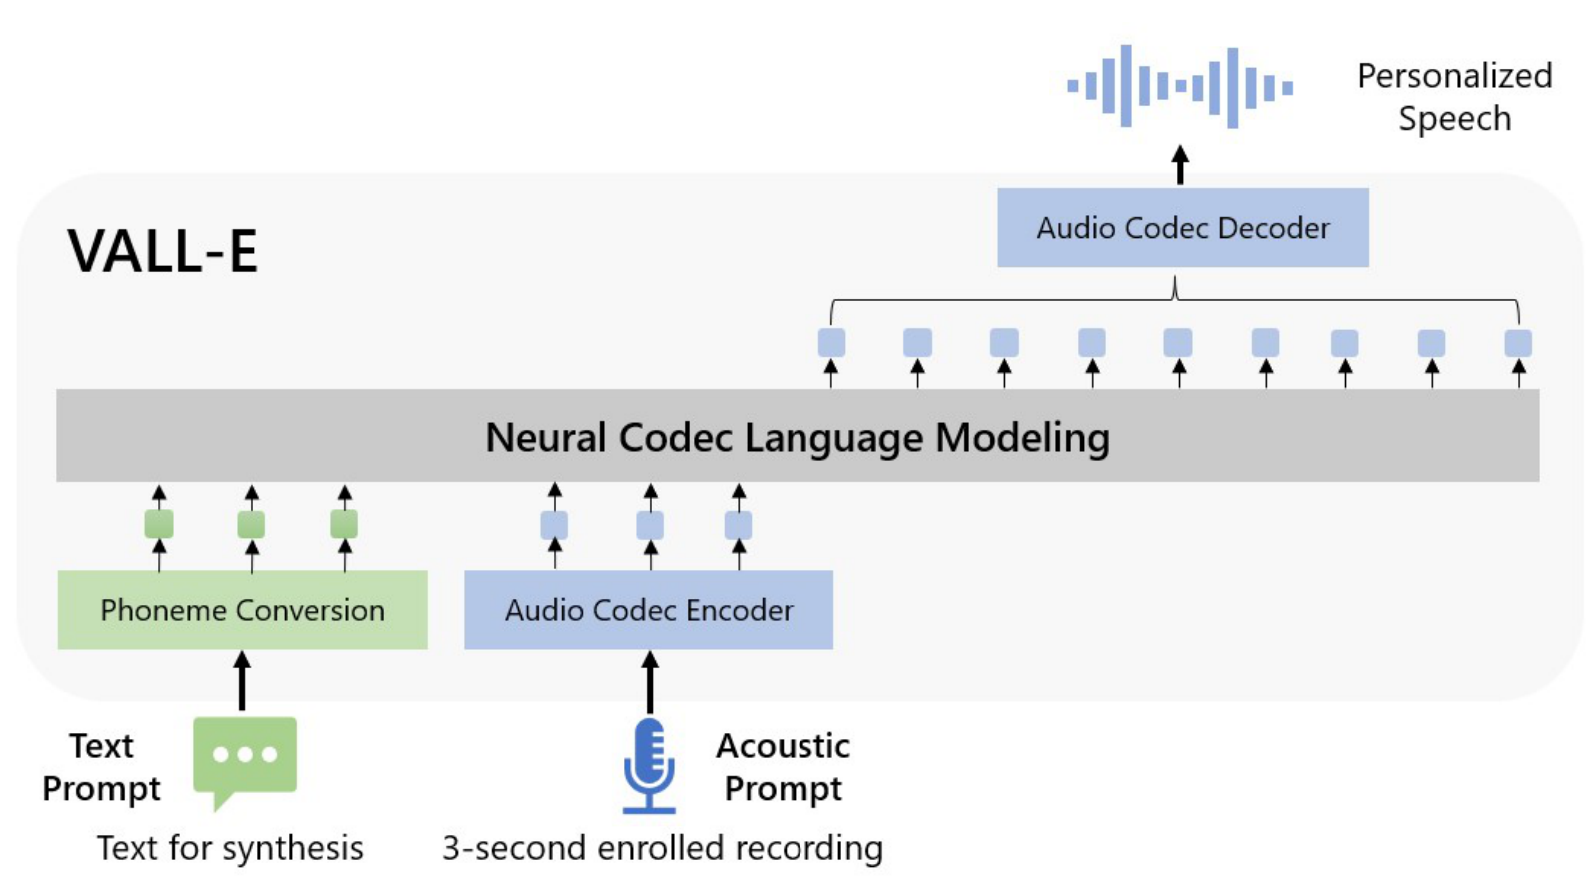 Personalized
Speech
Audio Codec Decoder
VALL-E
Neural Codec Language Modeling
Phoneme Conversion
Audio Codec Encoder
Text
Prompt
Acoustic
Prompt
Text for synthesis
3-second enrolled recording